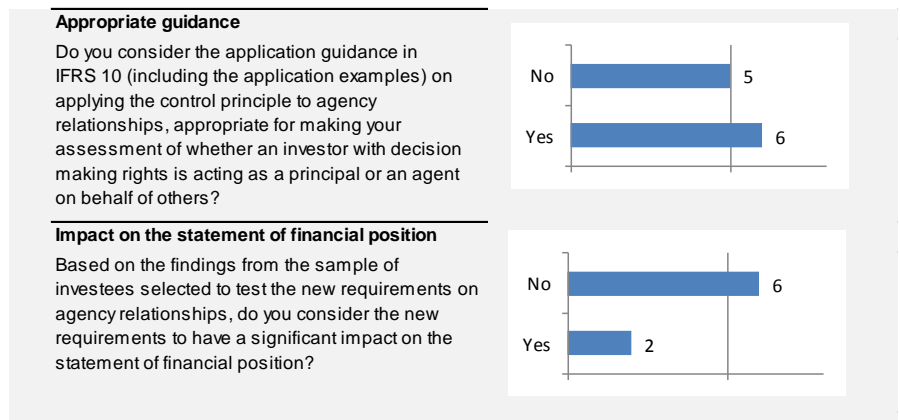 Appropriate guidance
Do you consider the application guidance in
IFRS 10 (including the application examples) on
applying the control principle to agency
relationships, appropriate for making your
assessment of whether an investor with decision
making rights is acting as a principal or an agent
on behalf of others?
No 5
Yes 6
Impact on the statement of financial position
Based on the findings from the sample of
investees selected to test the new requirements on
agency relationships, do you consider the new
requirements to have a significant impact on the
statement of financial position?
No 6
Yes 2